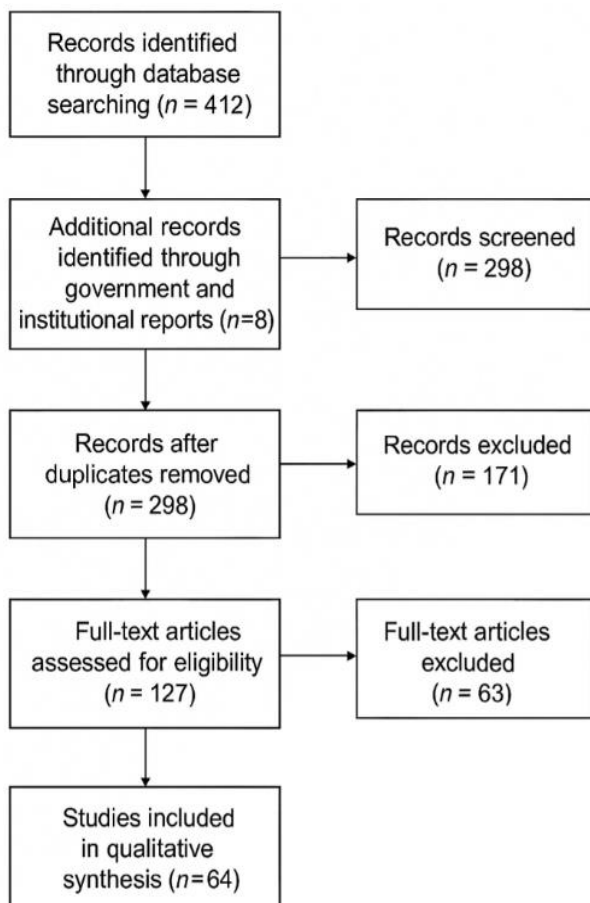 Records identified
through database
searching (n = 412)
Additional records
identified through
government and
institutional reports (n=8)
Records screened
(n = 298)
Records after
duplicates removed
(n = 298)
Records excluded
(n = 171)
Full-text articles
assessed for eligibility
(n = 127)
Full-text articles
excluded
(n = 63)
Studies included
in qualitative
synthesis (n=64)